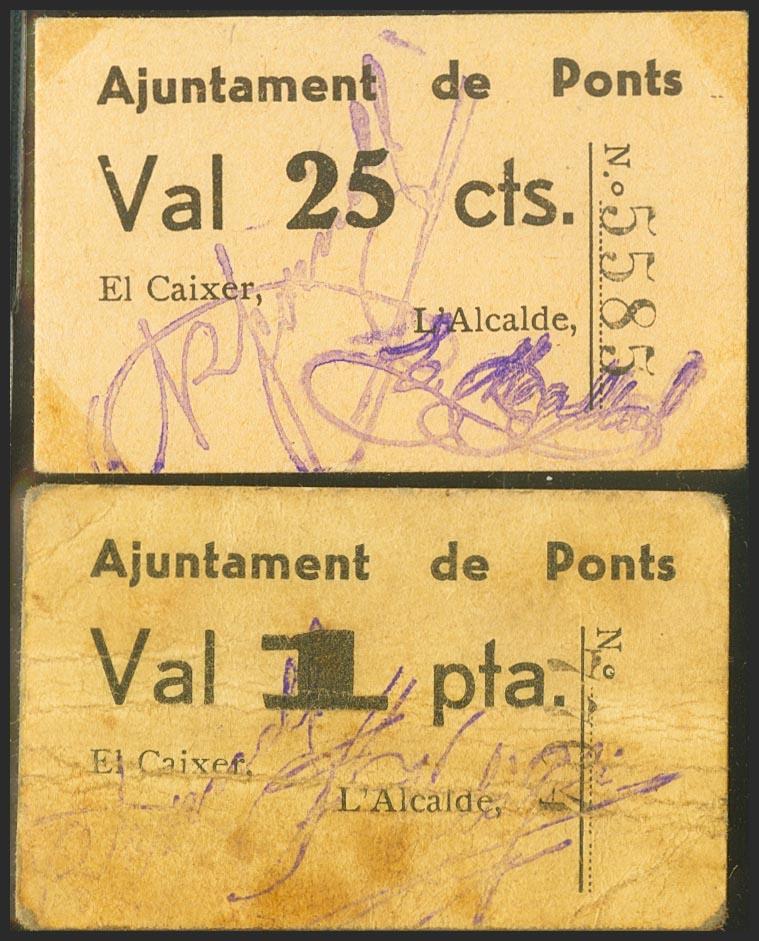 Ajuntament de Ponts
Val 25 cts.
N.º 5585
El Caixer,
L'Alcalde,
Ajuntament de Ponts
Val 1 pta.
N.º
El Caixer,
L'Alcalde,